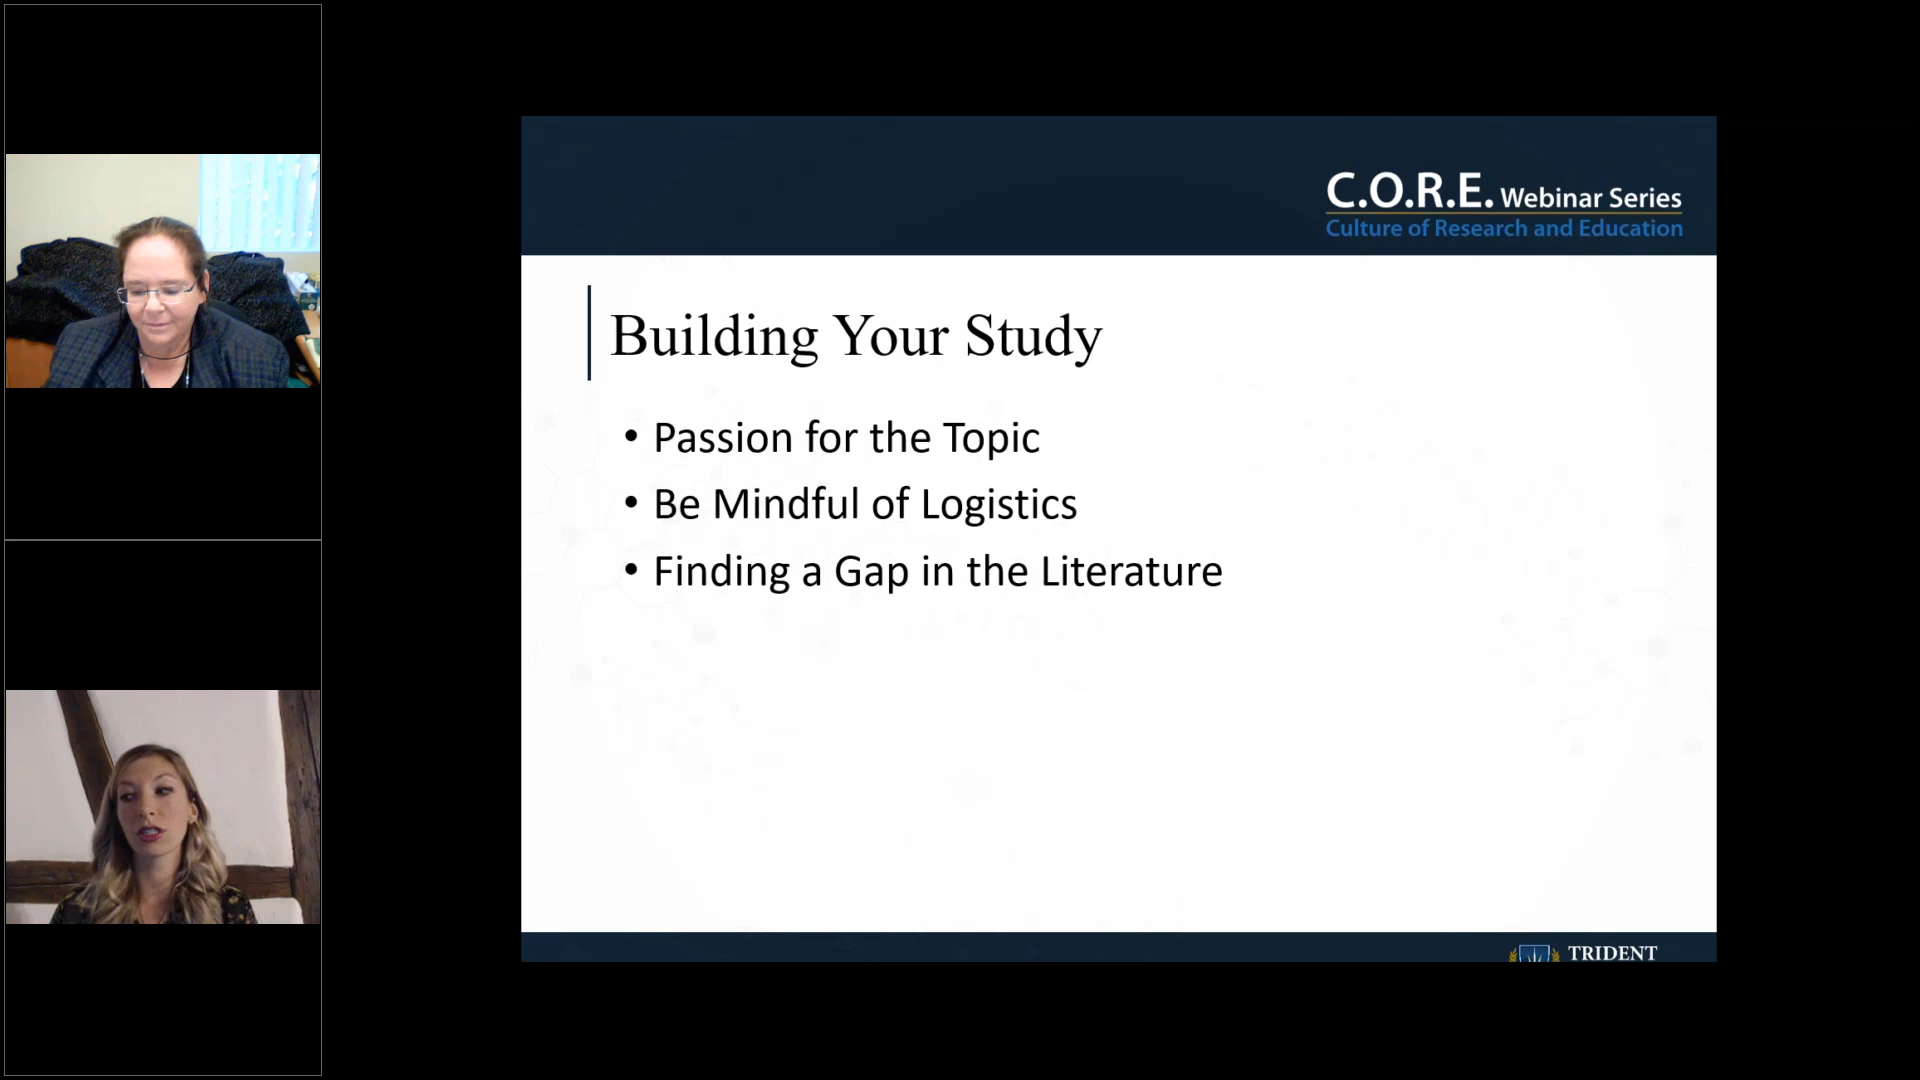 C.O.R.E. Webinar Series
Culture of Research and Education
Building Your Study
• Passion for the Topic
• Be Mindful of Logistics
• Finding a Gap in the Literature
TRIDENT